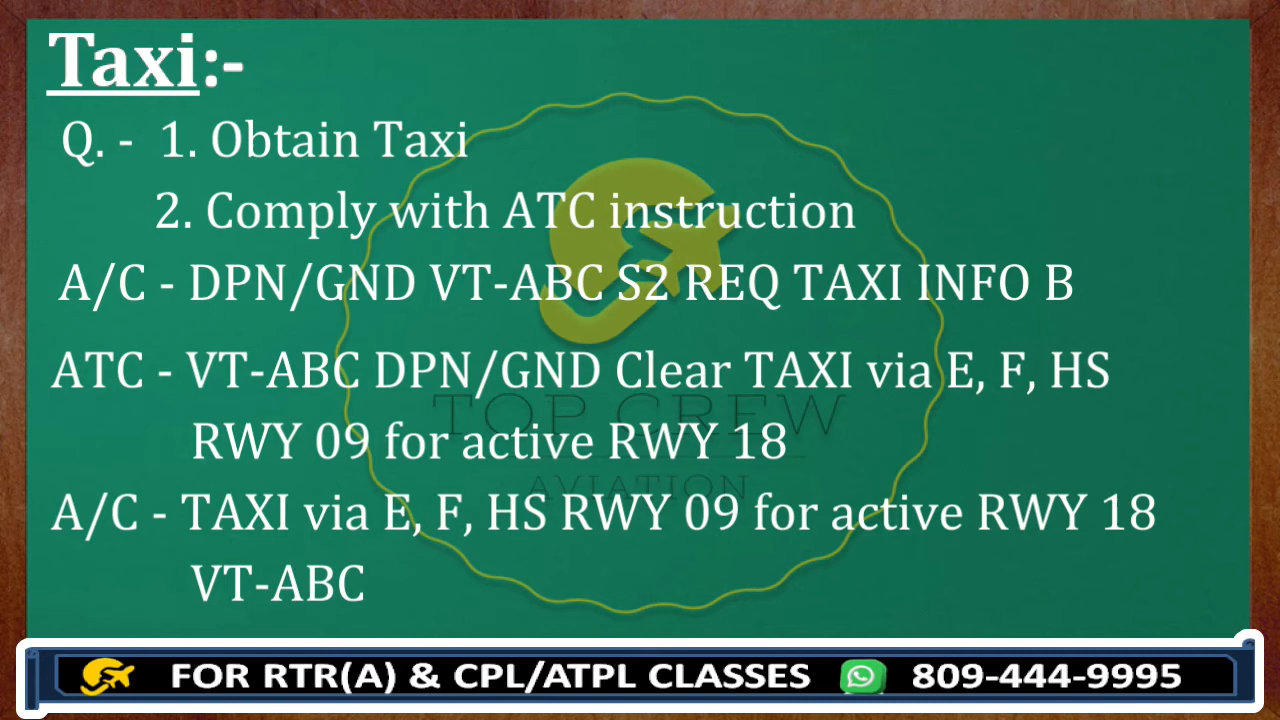 Taxi:-
Q. - 1. Obtain Taxi
2. Comply with ATC instruction
A/C - DPN/GND VT-ABC S2 REQ TAXI INFO B
ATC - VT-ABC DPN/GND Clear TAXI via E, F, HS
RWY 09 for active RWY 18
A/C - TAXI via E, F, HS RWY 09 for active RWY 18
VT-ABC
TOP CREW
AVIATION
FOR RTR(A) & CPL/ATPL CLASSES 809-444-9995